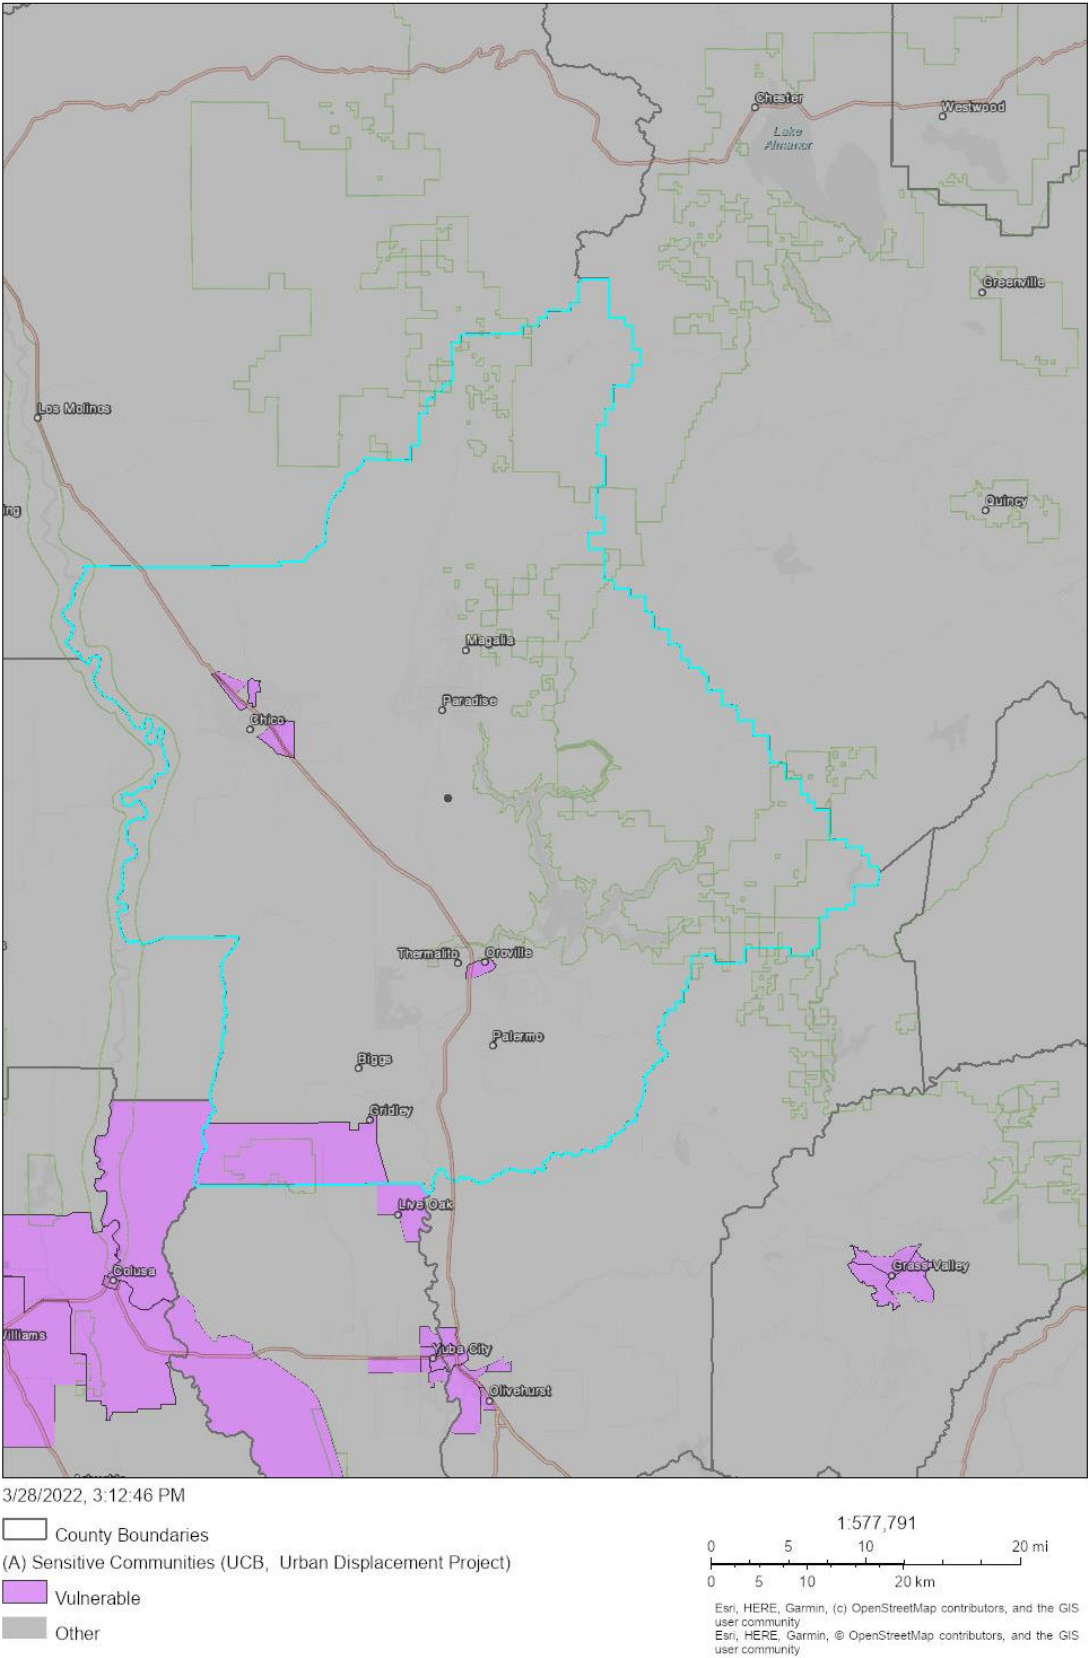 Chester
Westwood
Lake
Almanor
Greenville
Los Molinos
Quincy
ing
Magalia
Paradise
Chico
Thermalito
Oroville
Palermo
Biggs
Gridley
Live Oak
Colusa
Grass Valley
Williams
Yuba City
Olivehurst
3/28/2022, 3:12:46 PM
County Boundaries
(A) Sensitive Communities (UCB, Urban Displacement Project)
Vulnerable
Other
1:577,791
0 5 10 20 mi
0 5 10 20 km
Esri, HERE, Garmin, (c) OpenStreetMap contributors, and the GIS
user community
Esri, HERE, Garmin, © OpenStreetMap contributors, and the GIS
user community